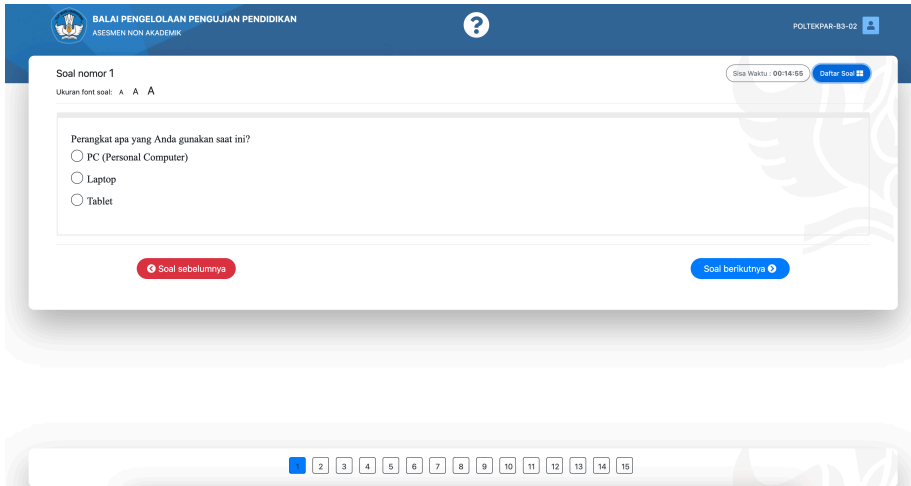 BALAI PENGELOLAAN PENGUJIAN PENDIDIKAN
ASESMEN NON AKADEMIK
?
POLTEKPAR-B3-02
Soal nomor 1
Sisa Waktu : 00:14:55
Daftar Soal
Ukuran font soal: A A A
Perangkat apa yang Anda gunakan saat ini?
PC (Personal Computer)
Laptop
Tablet
Soal sebelumnya
Soal berikutnya
1 2 3 4 5 6 7 8 9 10 11 12 13 14 15